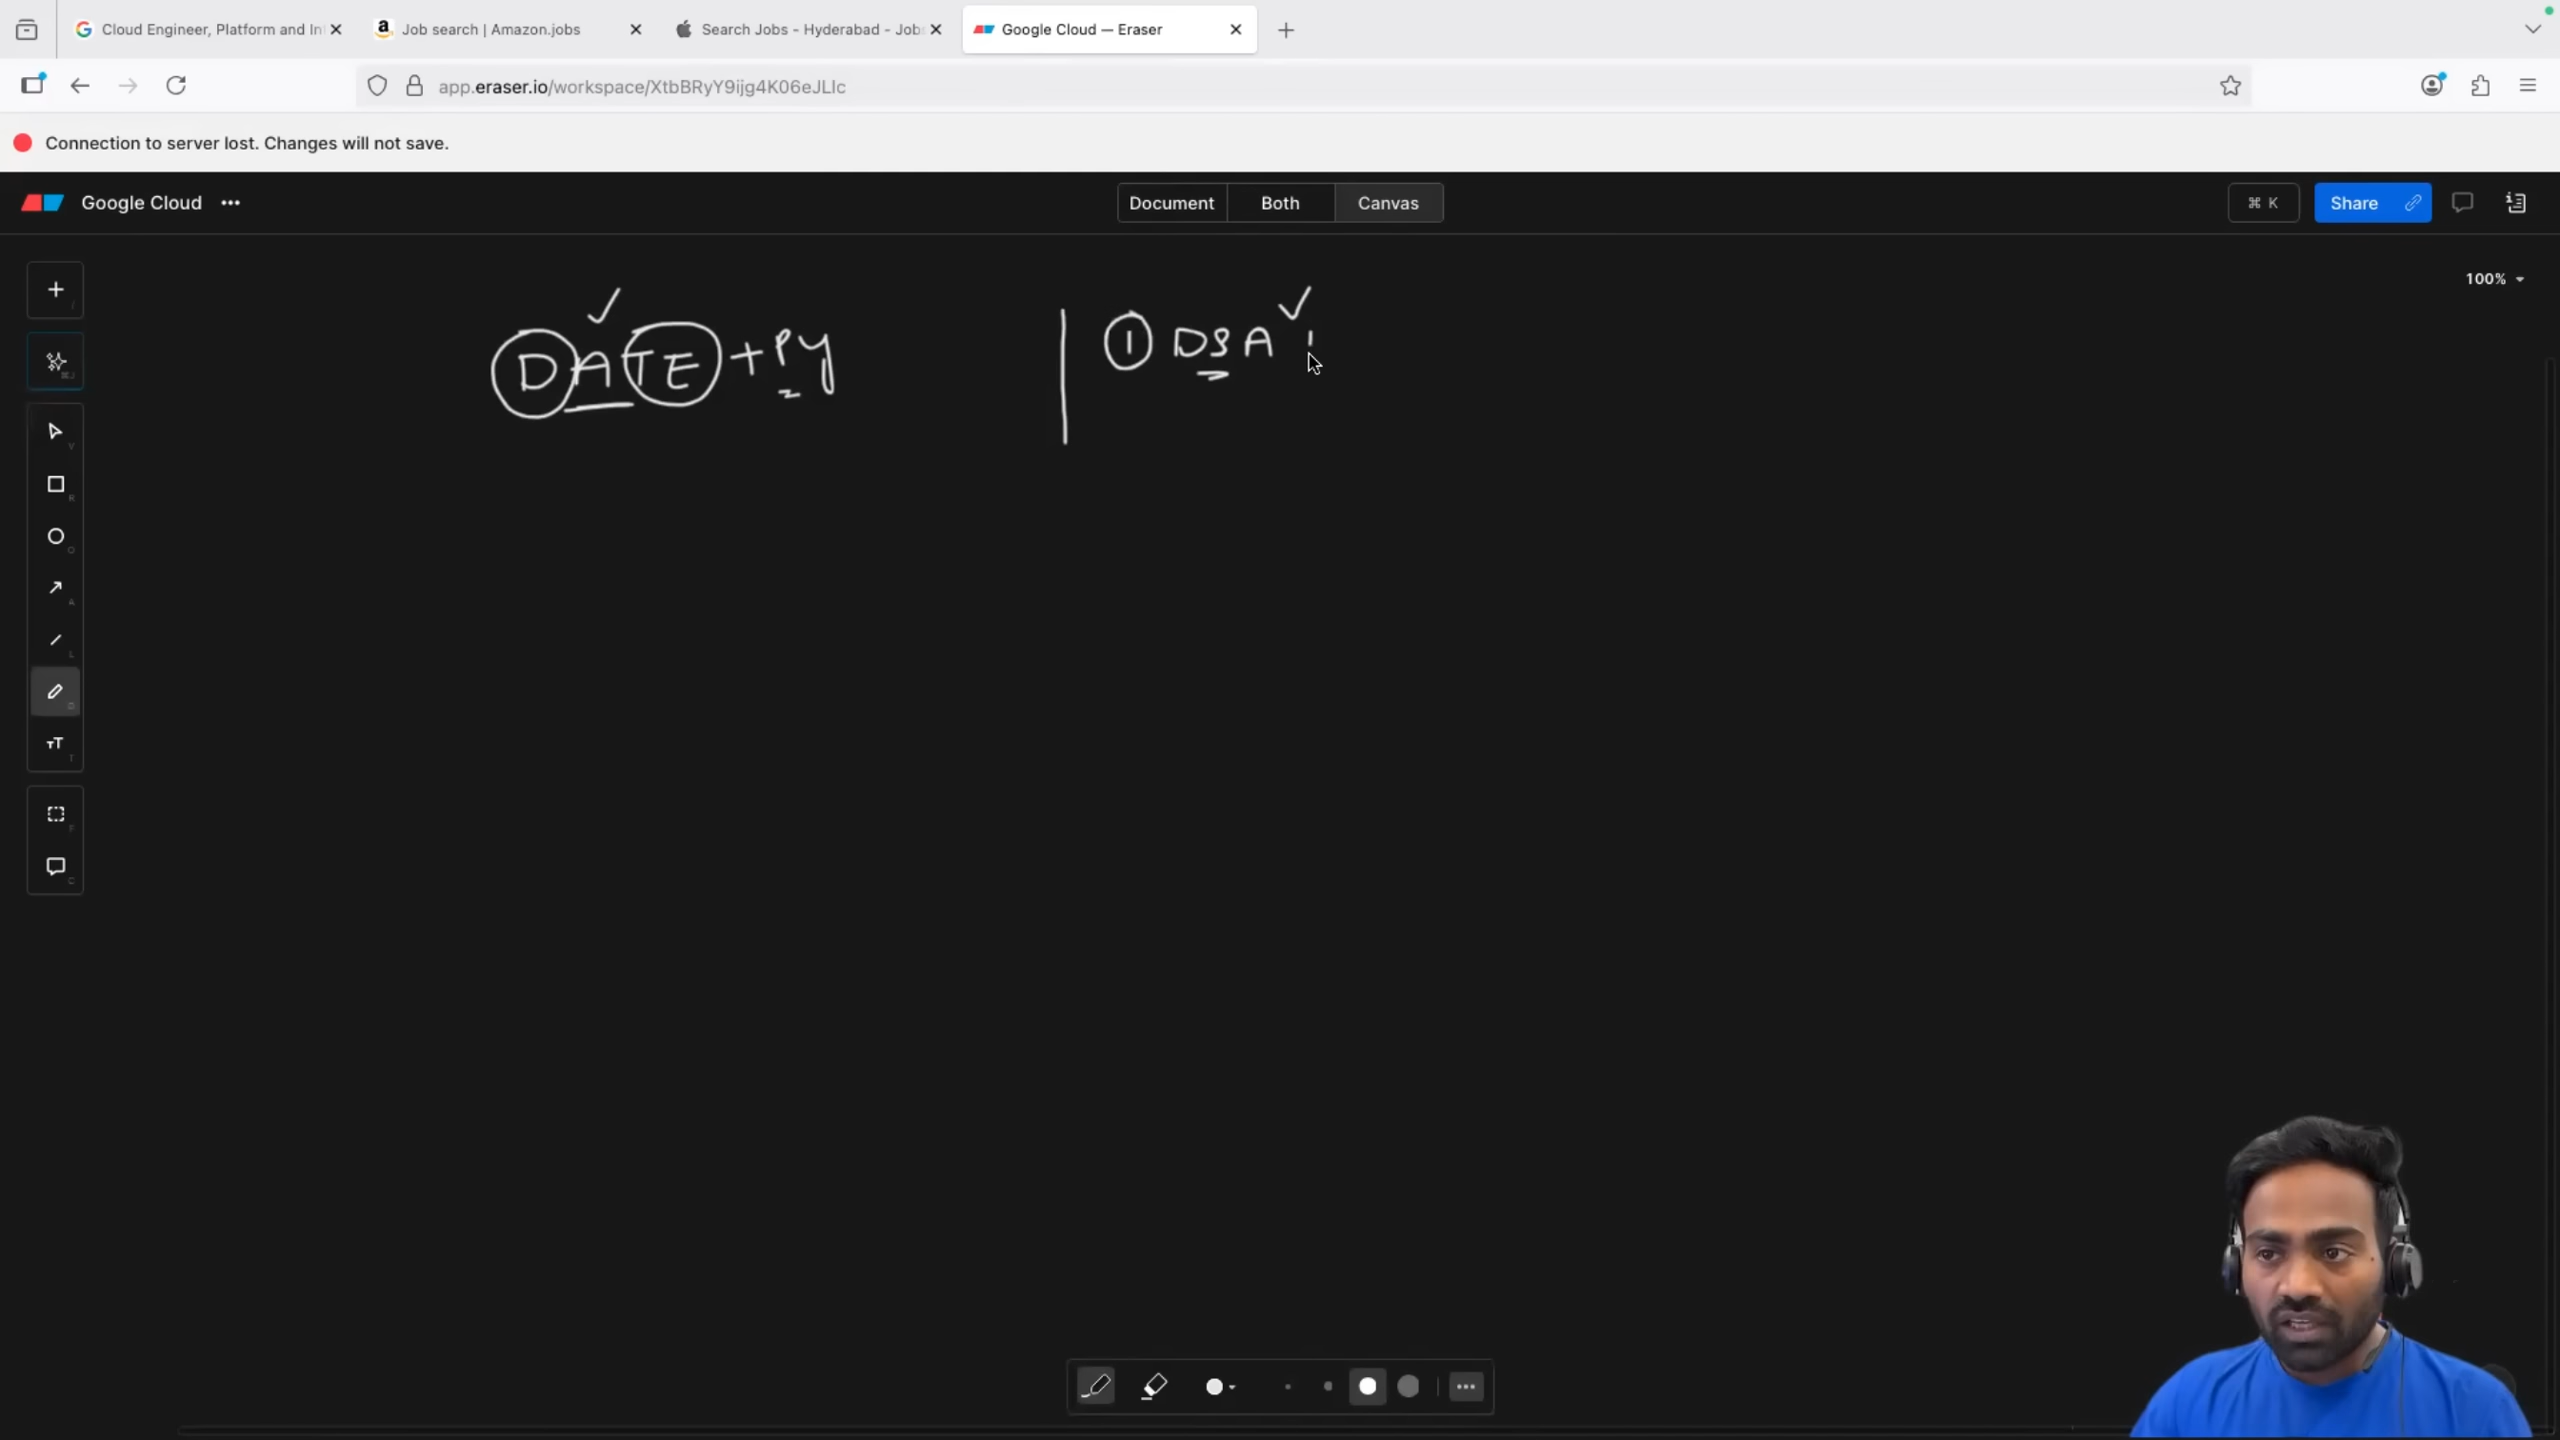 Cloud Engineer, Platform and In
Job search | Amazon.jobs
Search Jobs - Hyderabad - Job
Google Cloud — Eraser
app.eraser.io/workspace/XtbBRyY9ijg4K06eJLIc
Connection to server lost. Changes will not save.
Google Cloud
Document
Both
Canvas
⌘ K
Share
100%
DATE + Py
① DSA
V
R
O
A
L
D
TT
T
F
C